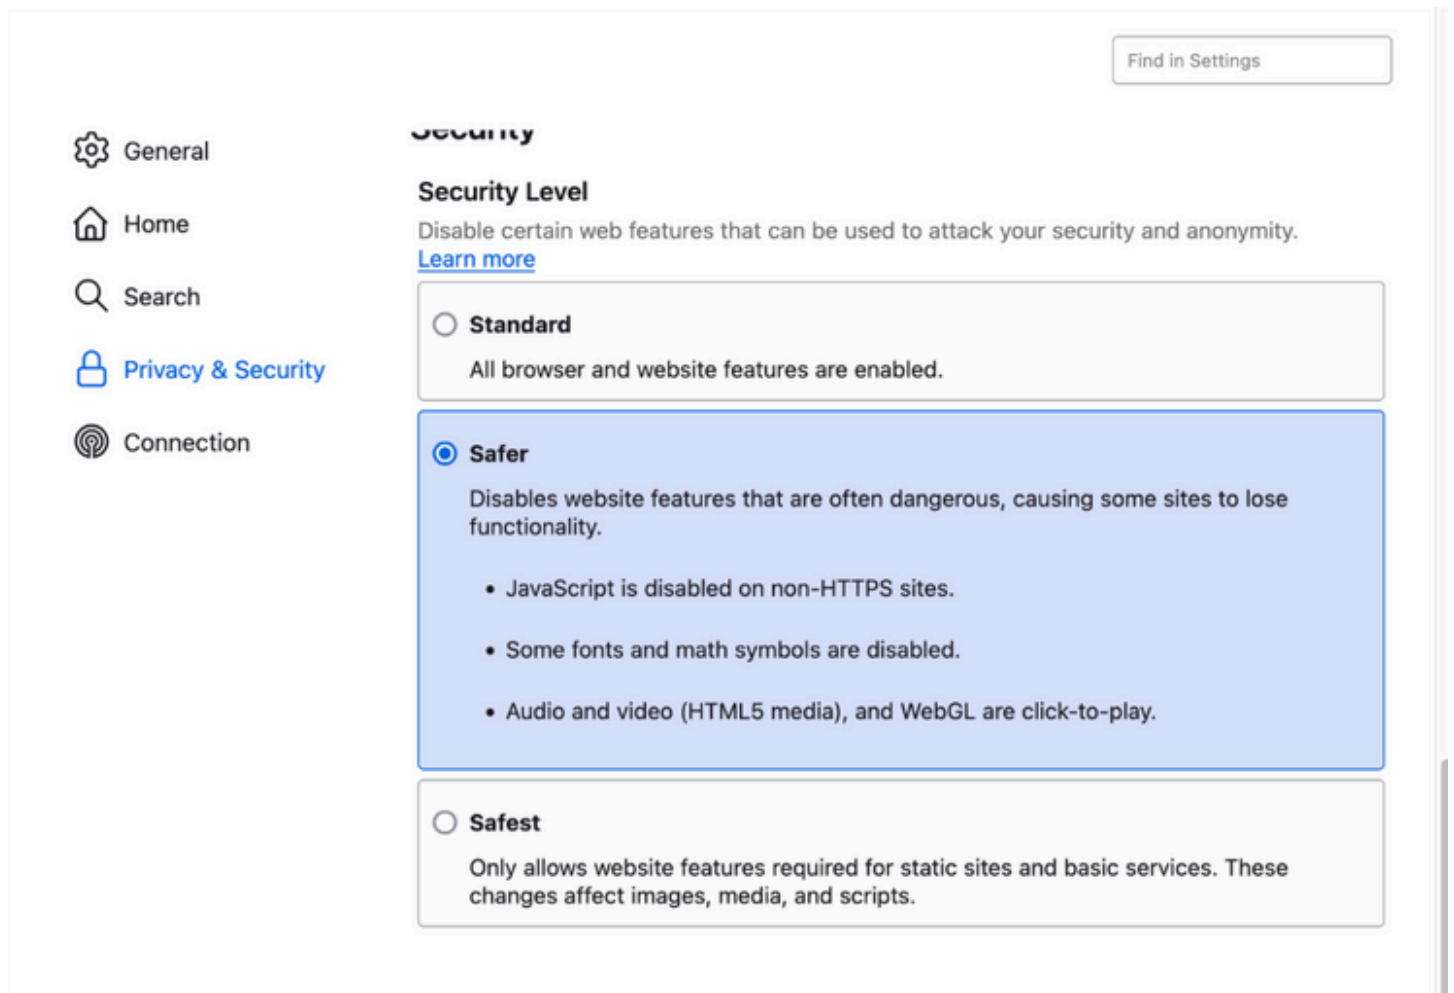 Find in Settings
General
Home
Search
Privacy & Security
Connection
Security
Security Level
Disable certain web features that can be used to attack your security and anonymity.
Learn more
Standard
All browser and website features are enabled.
Safer
Disables website features that are often dangerous, causing some sites to lose
functionality.
• JavaScript is disabled on non-HTTPS sites.
• Some fonts and math symbols are disabled.
• Audio and video (HTML5 media), and WebGL are click-to-play.
Safest
Only allows website features required for static sites and basic services. These
changes affect images, media, and scripts.